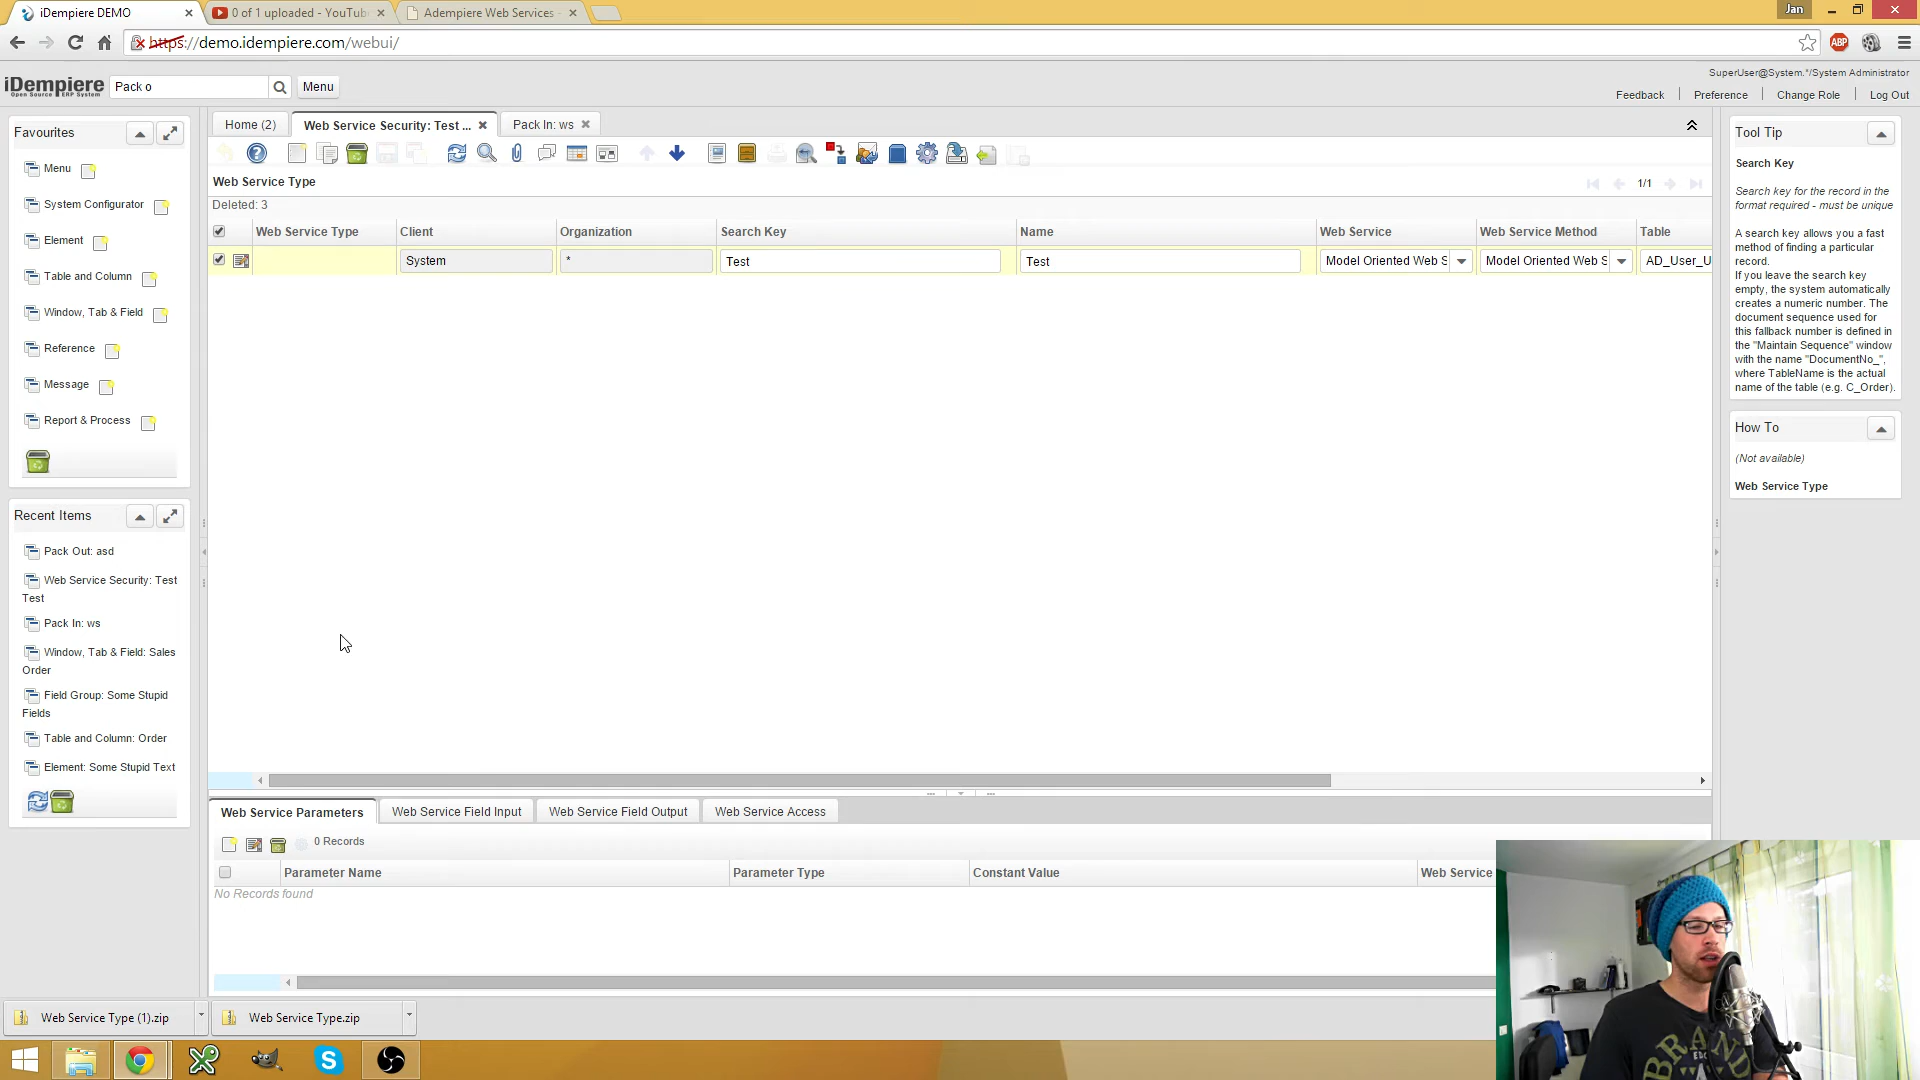 iDempiere DEMO
0 of 1 uploaded - YouTub
Adempiere Web Services -
Jan
https://demo.idempiere.com/webui/
ABP
iDempiere
Open Source ERP System
Pack o
Menu
SuperUser@System.*/System Administrator
Feedback
Preference
Change Role
Log Out
Favourites
Menu
System Configurator
Element
Table and Column
Window, Tab & Field
Reference
Message
Report & Process
Recent Items
Pack Out: asd
Web Service Security: Test
Test
Pack In: ws
Window, Tab & Field: Sales
Order
Field Group: Some Stupid
Fields
Table and Column: Order
Element: Some Stupid Text
Home (2)
Web Service Security: Test ...
Pack In: ws
Web Service Type
1/1
Deleted: 3
Web Service Type
Client
Organization
Search Key
Name
Web Service
Web Service Method
Table
System
*
Test
Test
Model Oriented Web S
Model Oriented Web S
AD_User_U
Web Service Parameters
Web Service Field Input
Web Service Field Output
Web Service Access
0 Records
Parameter Name
Parameter Type
Constant Value
Web Service
No Records found
Tool Tip
Search Key
Search key for the record in the
format required - must be unique
A search key allows you a fast
method of finding a particular
record.
If you leave the search key
empty, the system automatically
creates a numeric number. The
document sequence used for
this fallback number is defined in
the "Maintain Sequence" window
with the name "DocumentNo_",
where TableName is the actual
name of the table (e.g. C_Order).
How To
(Not available)
Web Service Type
Web Service Type (1).zip
Web Service Type.zip